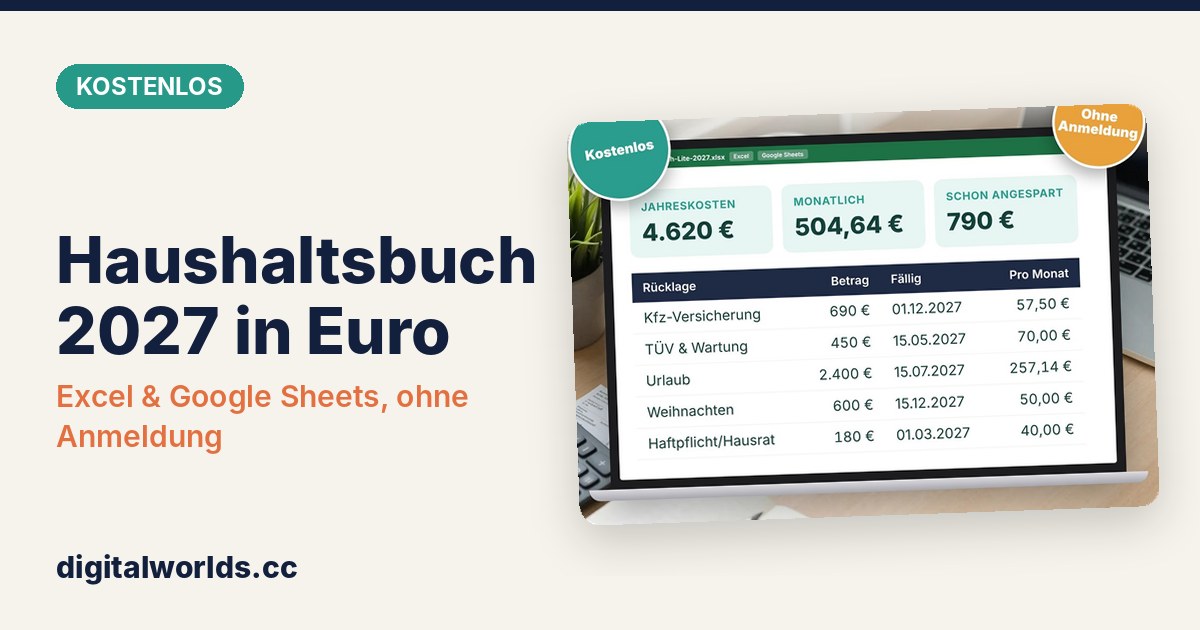 KOSTENLOS
Haushaltsbuch
2027 in Euro
Excel & Google Sheets, ohne
Anmeldung
digitalworlds.cc
Kostenlos
Ohne
Anmeldung
h-Lite-2027.xlsx Excel Google Sheets
JAHRESKOSTEN MONATLICH SCHON ANGESPART
4.620 € 504,64 € 790 €
Rücklage Betrag Fällig Pro Monat
Kfz-Versicherung 690 € 01.12.2027 57,50 €
TÜV & Wartung 450 € 15.05.2027 70,00 €
Urlaub 2.400 € 15.07.2027 257,14 €
Weihnachten 600 € 15.12.2027 50,00 €
Haftpflicht/Hausrat 180 € 01.03.2027 40,00 €